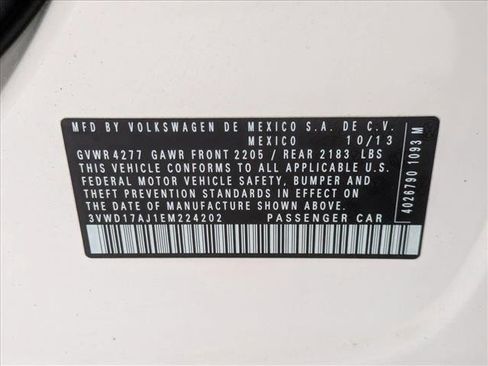 MFD BY VOLKSWAGEN DE MEXICO S.A. DE C.V.
MEXICO 10/13
GVWR 4277 GAWR FRONT 2205 / REAR 2183 LBS
THIS VEHICLE CONFORMS TO ALL APPLICABLE U.S.
FEDERAL MOTOR VEHICLE SAFETY, BUMPER AND
THEFT PREVENTION STANDARDS IN EFFECT ON
THE DATE OF MANUFACTURE SHOWN ABOVE.
3VWD17AJ1EM224202 PASSENGER CAR
4026790 1093 M